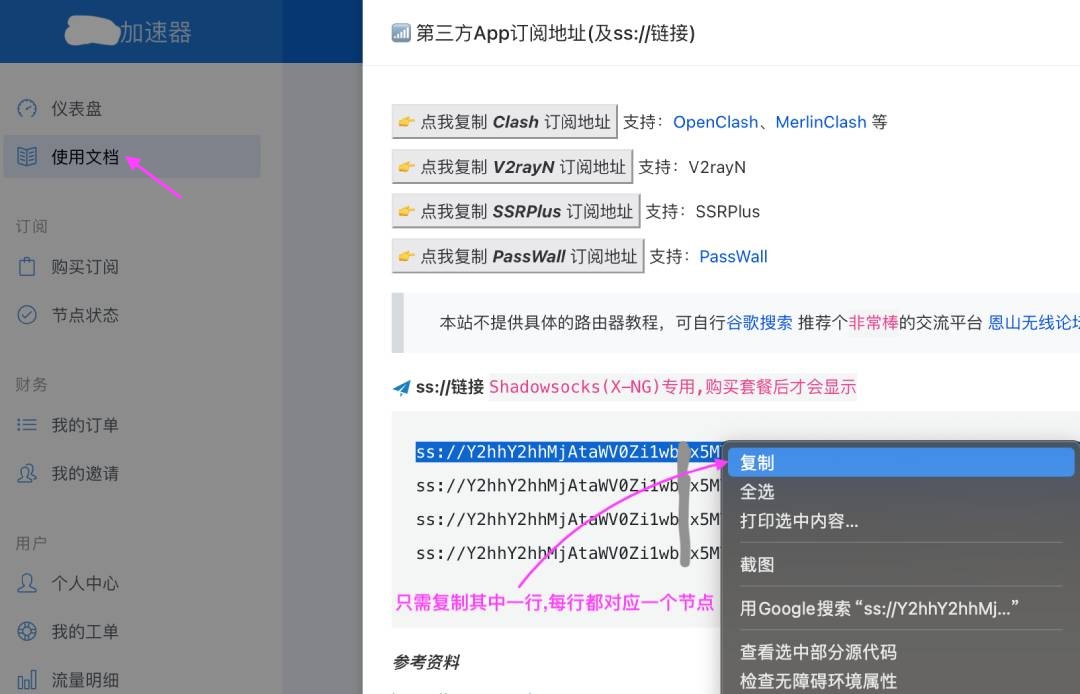 加速器
仪表盘
使用文档
订阅
购买订阅
节点状态
财务
我的订单
我的邀请
用户
个人中心
我的工单
流量明细
第三方App订阅地址(及ss://链接)
点我复制 Clash 订阅地址 支持：OpenClash、MerlinClash 等
点我复制 V2rayN 订阅地址 支持：V2rayN
点我复制 SSRPlus 订阅地址 支持：SSRPlus
点我复制 PassWall 订阅地址 支持：PassWall
本站不提供具体的路由器教程，可自行谷歌搜索 推荐个非常棒的交流平台 恩山无线论坛
ss://链接 Shadowsocks(X-NG)专用,购买套餐后才会显示
ss://Y2hhY2hhMjAtaWV0Zi1wb x5M
ss://Y2hhY2hhMjAtaWV0Zi1wb x5M
ss://Y2hhY2hhMjAtaWV0Zi1wb x5M
ss://Y2hhY2hhMjAtaWV0Zi1wb x5M
只需复制其中一行,每行都对应一个节点
参考资料
复制
全选
打印选中内容...
截图
用Google搜索“ss://Y2hhY2hhMj...”
查看选中部分源代码
检查无障碍环境属性